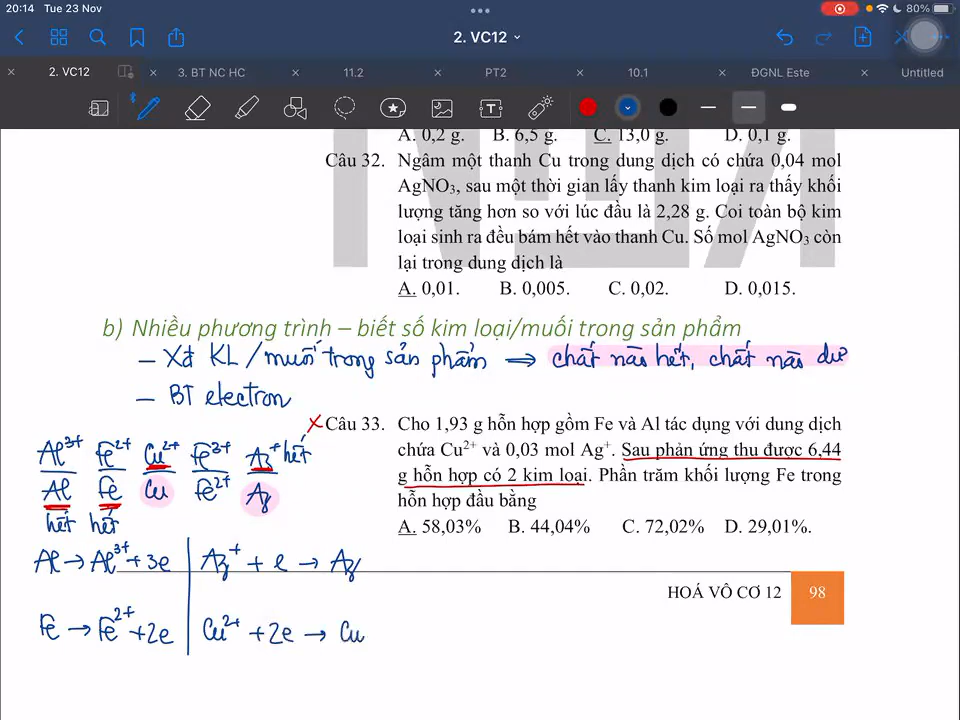 20:14 Tue 23 Nov
80%
2. VC12
2. VC12
3. BT NC HC
11.2
PT2
10.1
ĐGNL Este
Untitled
A. 0,2 g. B. 6,5 g. C. 13,0 g. D. 0,1 g.
Câu 32. Ngâm một thanh Cu trong dung dịch có chứa 0,04 mol
AgNO₃, sau một thời gian lấy thanh kim loại ra thấy khối
lượng tăng hơn so với lúc đầu là 2,28 g. Coi toàn bộ kim
loại sinh ra đều bám hết vào thanh Cu. Số mol AgNO₃ còn
lại trong dung dịch là
A. 0,01. B. 0,005. C. 0,02. D. 0,015.
b) Nhiều phương trình – biết số kim loại/muối trong sản phẩm
– Xđ KL / muối trong sản phẩm ⟹ chất nào hết, chất nào dư
– BT electron
Câu 33. Cho 1,93 g hỗn hợp gồm Fe và Al tác dụng với dung dịch
chứa Cu²⁺ và 0,03 mol Ag⁺. Sau phản ứng thu được 6,44
g hỗn hợp có 2 kim loại. Phần trăm khối lượng Fe trong
hỗn hợp đầu bằng
A. 58,03% B. 44,04% C. 72,02% D. 29,01%.
Al³⁺ Fe²⁺ Cu²⁺ Fe³⁺ Ag⁺ hết
Al Fe Cu Fe²⁺ Ag
hết hết
Al → Al³⁺ + 3e Ag⁺ + e → Ag
Fe → Fe²⁺ + 2e Cu²⁺ + 2e → Cu
HOÁ VÔ CƠ 12 98